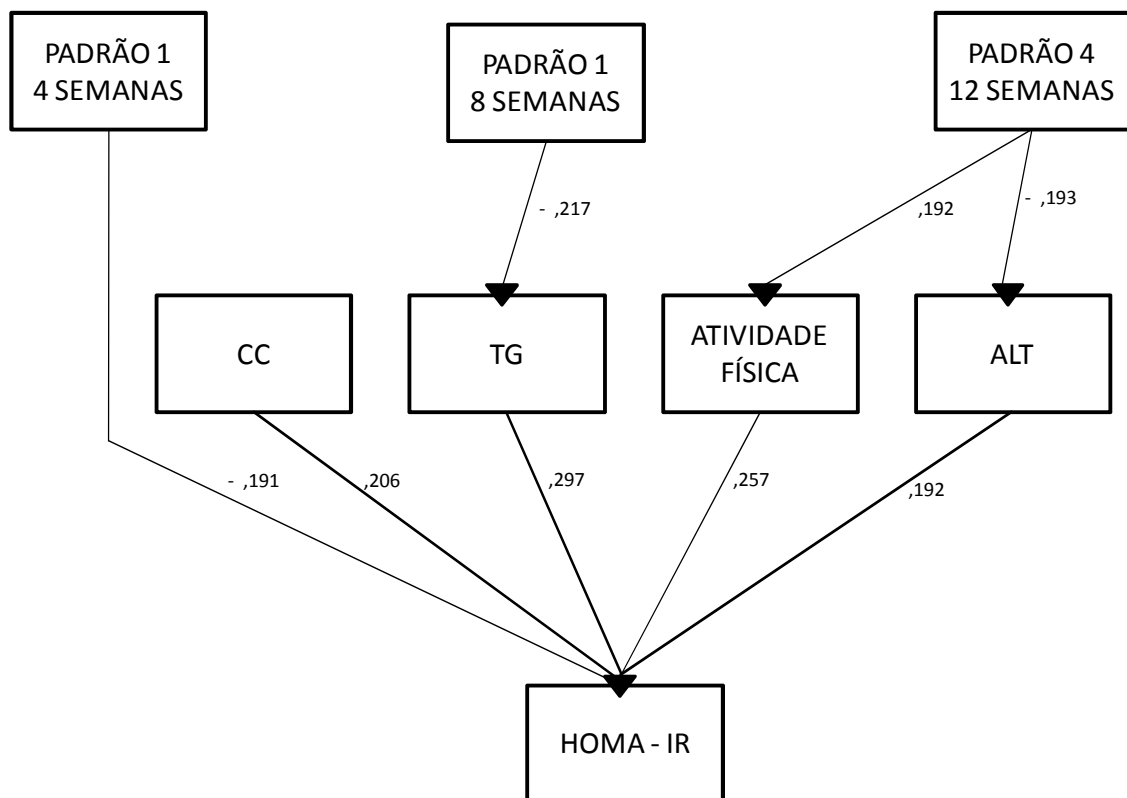 PADRÃO 1
4 SEMANAS
PADRÃO 1
8 SEMANAS
PADRÃO 4
12 SEMANAS
- ,217
,192
- ,193
CC
TG
ATIVIDADE
FÍSICA
ALT
- ,191
,206
,297
,257
,192
HOMA - IR